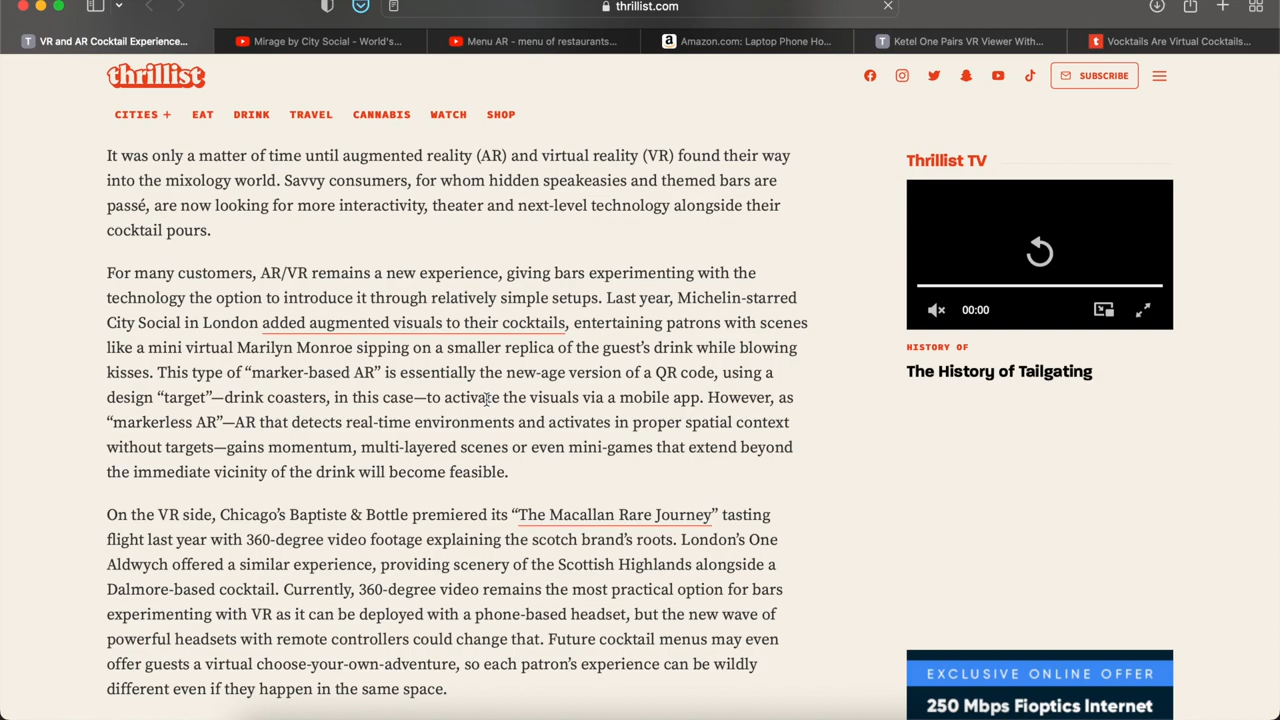 thrillist.com
VR and AR Cocktail Experience...
Mirage by City Social - World's...
Menu AR - menu of restaurants...
Amazon.com: Laptop Phone Ho...
Ketel One Pairs VR Viewer With...
Vocktails Are Virtual Cocktails...
thrillist
SUBSCRIBE
CITIES +
EAT
DRINK
TRAVEL
CANNABIS
WATCH
SHOP
It was only a matter of time until augmented reality (AR) and virtual reality (VR) found their way
into the mixology world. Savvy consumers, for whom hidden speakeasies and themed bars are
passé, are now looking for more interactivity, theater and next-level technology alongside their
cocktail pours.
For many customers, AR/VR remains a new experience, giving bars experimenting with the
technology the option to introduce it through relatively simple setups. Last year, Michelin-starred
City Social in London added augmented visuals to their cocktails, entertaining patrons with scenes
like a mini virtual Marilyn Monroe sipping on a smaller replica of the guest’s drink while blowing
kisses. This type of “marker-based AR” is essentially the new-age version of a QR code, using a
design “target”—drink coasters, in this case—to activate the visuals via a mobile app. However, as
“markerless AR”—AR that detects real-time environments and activates in proper spatial context
without targets—gains momentum, multi-layered scenes or even mini-games that extend beyond
the immediate vicinity of the drink will become feasible.
On the VR side, Chicago’s Baptiste & Bottle premiered its “The Macallan Rare Journey” tasting
flight last year with 360-degree video footage explaining the scotch brand’s roots. London’s One
Aldwych offered a similar experience, providing scenery of the Scottish Highlands alongside a
Dalmore-based cocktail. Currently, 360-degree video remains the most practical option for bars
experimenting with VR as it can be deployed with a phone-based headset, but the new wave of
powerful headsets with remote controllers could change that. Future cocktail menus may even
offer guests a virtual choose-your-own-adventure, so each patron’s experience can be wildly
different even if they happen in the same space.
Thrillist TV
00:00
HISTORY OF
The History of Tailgating
EXCLUSIVE ONLINE OFFER
250 Mbps Fioptics Internet